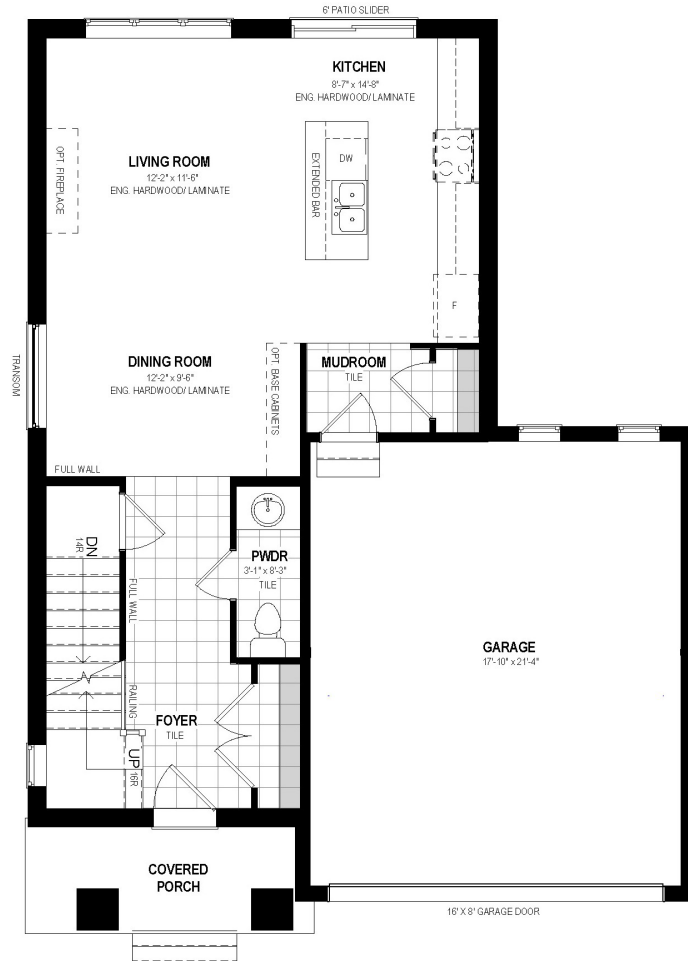 6' PATIO SLIDER
KITCHEN
8'-7" x 14'-8"
ENG. HARDWOOD/ LAMINATE
LIVING ROOM
12'-2" x 11'-6"
ENG. HARDWOOD/ LAMINATE
OPT. FIREPLACE
EXTENDED BAR
DW
F
TRANSOM
DINING ROOM
12'-2" x 9'-6"
ENG. HARDWOOD/ LAMINATE
OPT. BASE CABINETS
MUDROOM
TILE
FULL WALL
DN
14R
PWDR
3'-1" x 8'-3"
TILE
FULL WALL
GARAGE
17'-10" x 21'-4"
RAILING
FOYER
TILE
UP 16R
COVERED
PORCH
16' X 8' GARAGE DOOR